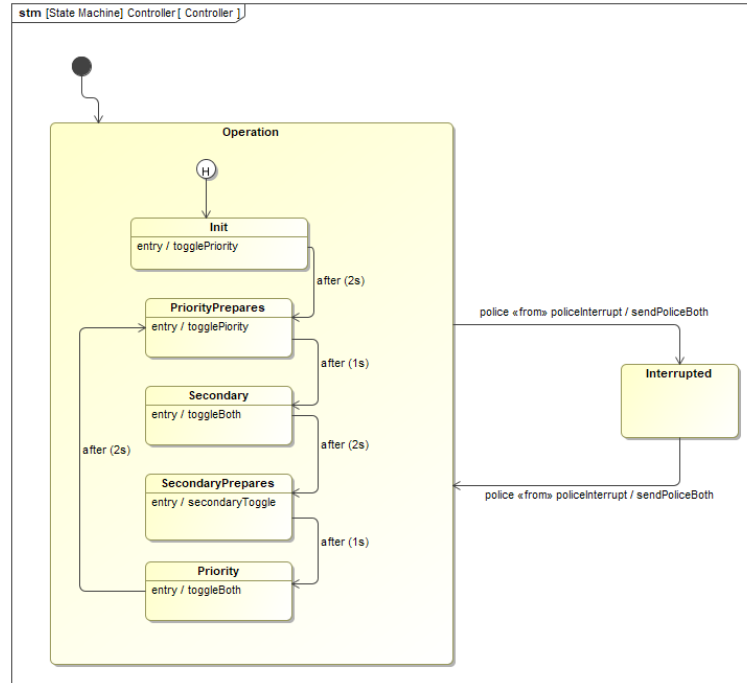 stm [State Machine] Controller [ Controller ]
Operation
H
Init
entry / togglePriority
after (2s)
PriorityPrepares
entry / togglePiority
after (1s)
police «from» policeInterrupt / sendPoliceBoth
Interrupted
Secondary
entry / toggleBoth
after (2s)
after (2s)
SecondaryPrepares
entry / secondaryToggle
police «from» policeInterrupt / sendPoliceBoth
after (1s)
Priority
entry / toggleBoth